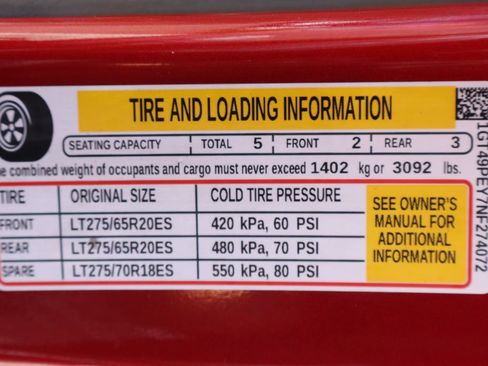 TIRE AND LOADING INFORMATION
SEATING CAPACITY TOTAL 5 FRONT 2 REAR 3
combined weight of occupants and cargo must never exceed 1402 kg or 3092 lbs.
TIRE ORIGINAL SIZE COLD TIRE PRESSURE
FRONT LT275/65R20ES 420 kPa, 60 PSI
REAR LT275/65R20ES 480 kPa, 70 PSI
SPARE LT275/70R18ES 550 kPa, 80 PSI
SEE OWNER'S
MANUAL FOR
ADDITIONAL
INFORMATION
1GT49PEY7NF274072